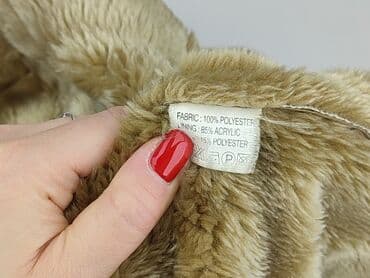 FABRIC: 100% POLYESTER
LINING: 85% ACRYLIC
15% POLYESTER
P